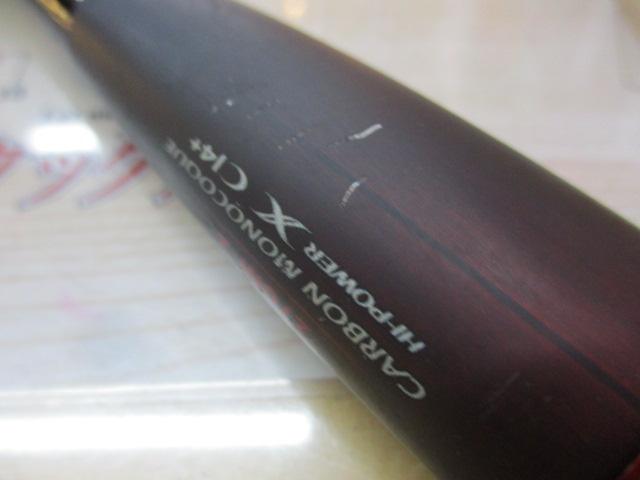 CARBON MONOCOQUE
HI-POWER X CI4+